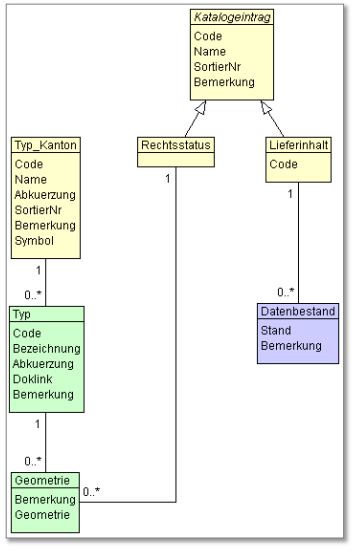 Katalogeintrag
Code
Name
SortierNr
Bemerkung
Typ_Kanton
Code
Name
Abkuerzung
SortierNr
Bemerkung
Symbol
Rechtsstatus
Lieferinhalt
Code
1
1
1
0..*
0..*
Typ
Code
Bezeichnung
Abkuerzung
Doklink
Bemerkung
Datenbestand
Stand
Bemerkung
1
0..*
Geometrie
Bemerkung
Geometrie
0..*